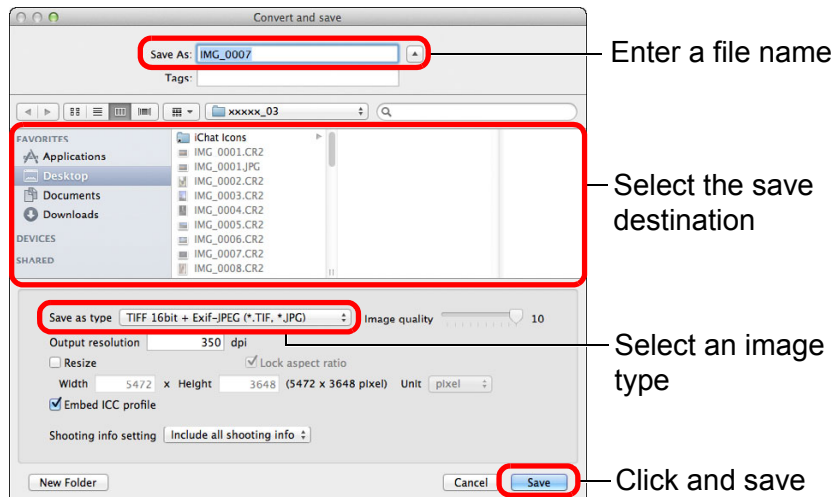 Convert and save
Save As: IMG_0007
Enter a file name
Tags:
xxxxx_03
FAVORITES
Applications
Desktop
Documents
Downloads
DEVICES
SHARED
iChat Icons
IMG_0001.CR2
IMG_0001.JPG
IMG_0002.CR2
IMG_0003.CR2
IMG_0004.CR2
IMG_0005.CR2
IMG_0006.CR2
IMG_0007.CR2
IMG_0008.CR2
Select the save
destination
Save as type TIFF 16bit + Exif-JPEG (*.TIF, *.JPG) Image quality 10
Output resolution 350 dpi
Resize Lock aspect ratio
Width 5472 x Height 3648 (5472 x 3648 pixel) Unit pixel
Embed ICC profile
Shooting info setting Include all shooting info
Select an image
type
New Folder Cancel Save
Click and save